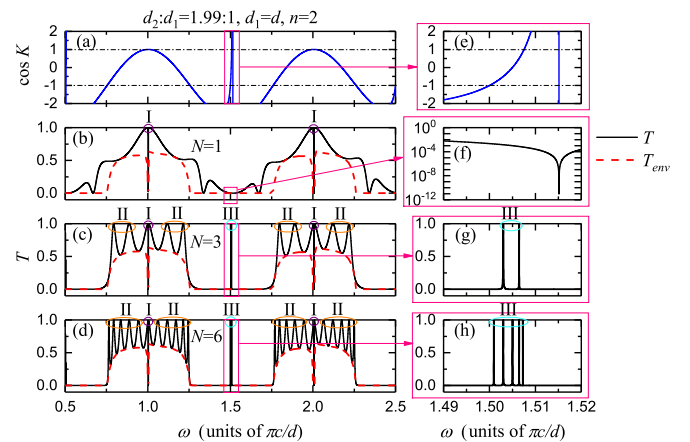 d₂:d₁=1.99:1, d₁=d, n=2
cos K
2
1
0
-1
-2
(a)
(e)
2
1
0
-1
-2
I
I
1.0
0.5
0.0
(b)
N=1
(f)
10⁰
10⁻⁴
10⁻⁸
10⁻¹²
T
T_env
II
I
II
III
II
I
II
T
1.0
0.5
0.0
(c)
N=3
III
(g)
1.0
0.5
0.0
II
I
II
III
II
I
II
1.0
0.5
0.0
(d)
N=6
III
(h)
1.0
0.5
0.0
0.5 1.0 1.5 2.0 2.5
1.49 1.50 1.51 1.52
ω (units of πc/d)
ω (units of πc/d)